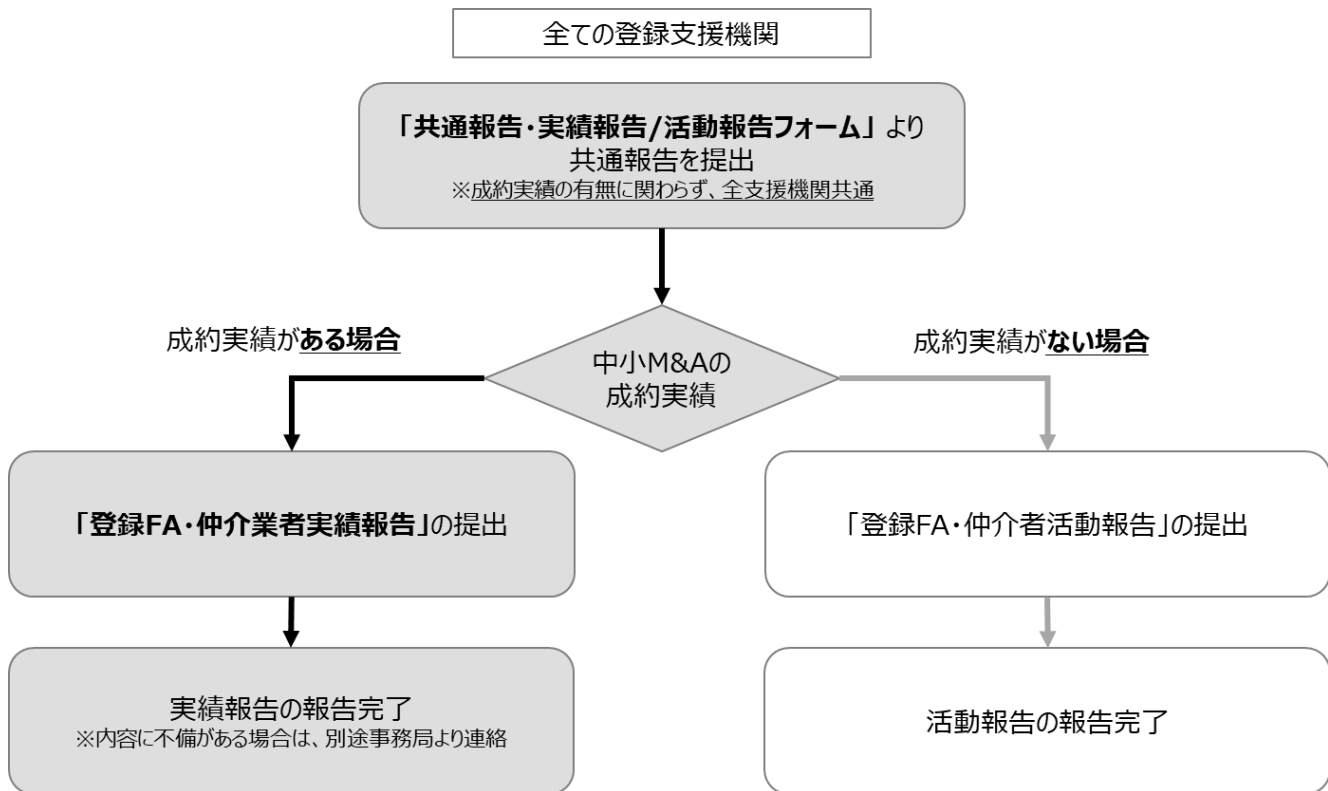 全ての登録支援機関
「共通報告・実績報告/活動報告フォーム」 より
共通報告を提出
※成約実績の有無に関わらず、全支援機関共通
成約実績がある場合
成約実績がない場合
中小M&Aの
成約実績
「登録FA・仲介業者実績報告」の提出
「登録FA・仲介者活動報告」の提出
実績報告の報告完了
※内容に不備がある場合は、別途事務局より連絡
活動報告の報告完了